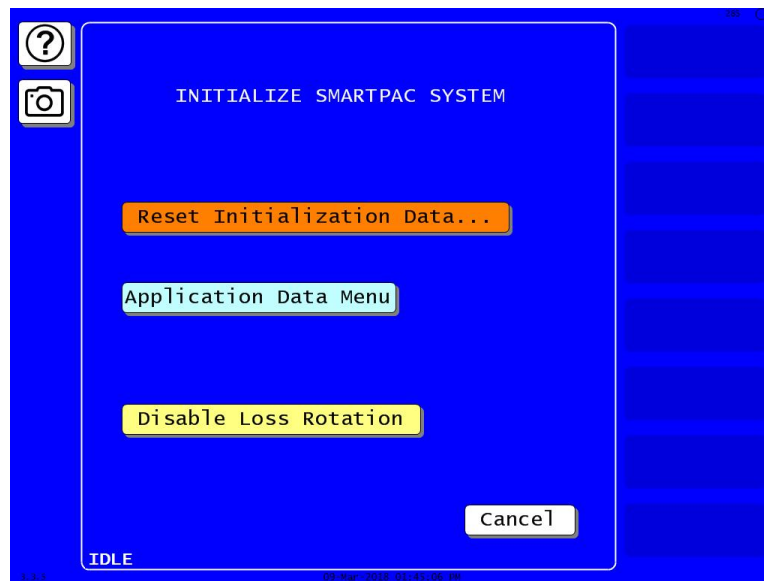 ?
INITIALIZE SMARTPAC SYSTEM
Reset Initialization Data...
Application Data Menu
Disable Loss Rotation
Cancel
IDLE